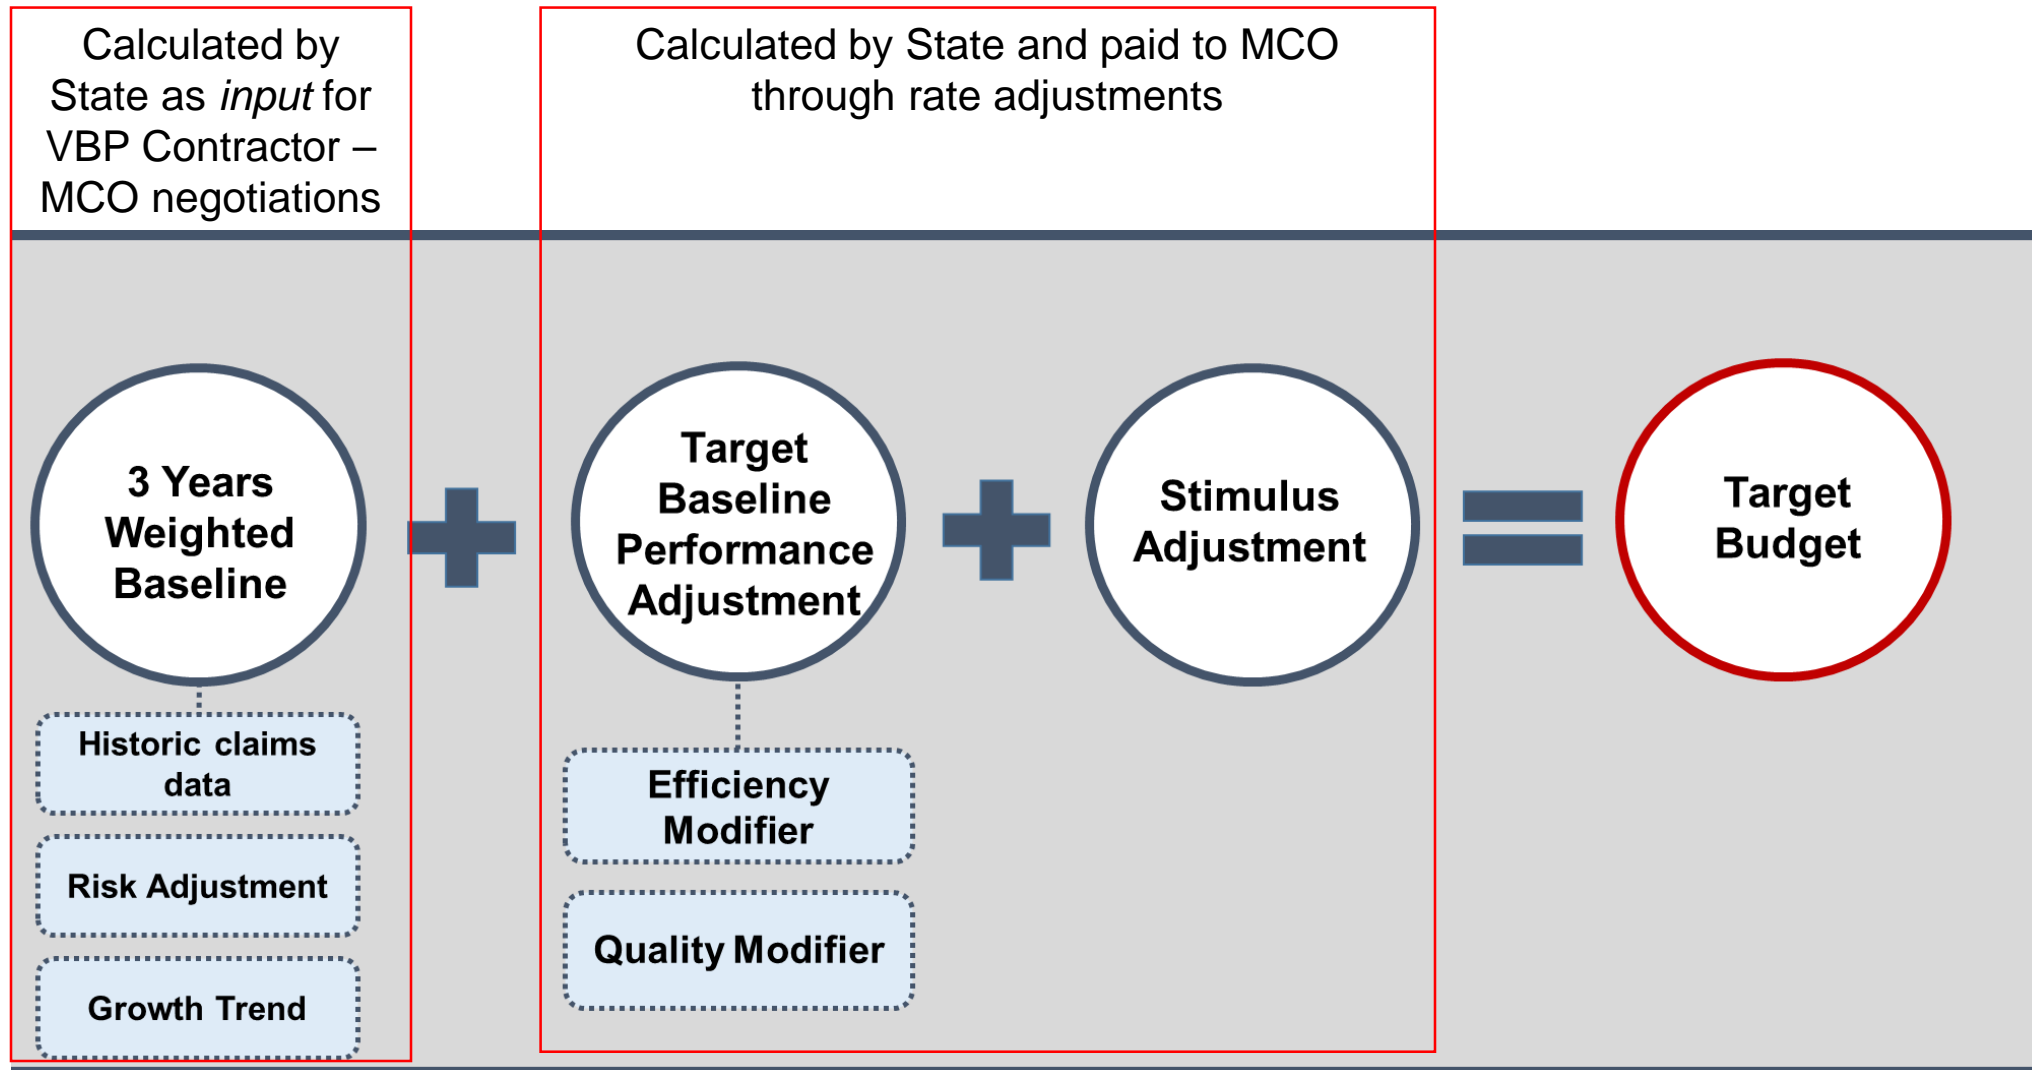 Calculated by
State as input for
VBP Contractor –
MCO negotiations
Calculated by State and paid to MCO
through rate adjustments
3 Years
Weighted
Baseline
Target
Baseline
Performance
Adjustment
Stimulus
Adjustment
Target
Budget
Historic claims
data
Risk Adjustment
Growth Trend
Efficiency
Modifier
Quality Modifier